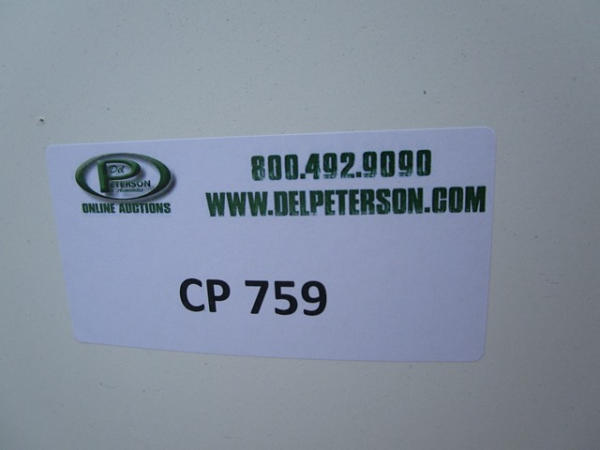 Del
PETERSON
ONLINE AUCTIONS
800.492.9090
WWW.DELPETERSON.COM
CP 759